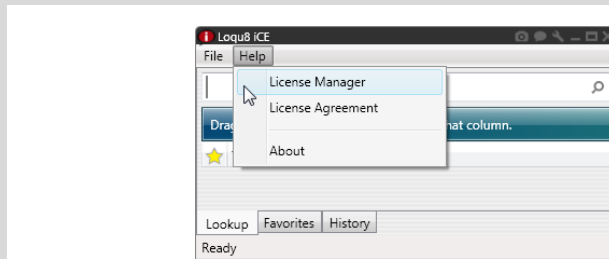 Loqu8 iCE
File Help
License Manager
License Agreement
About
Drag
hat column.
Lookup Favorites History
Ready